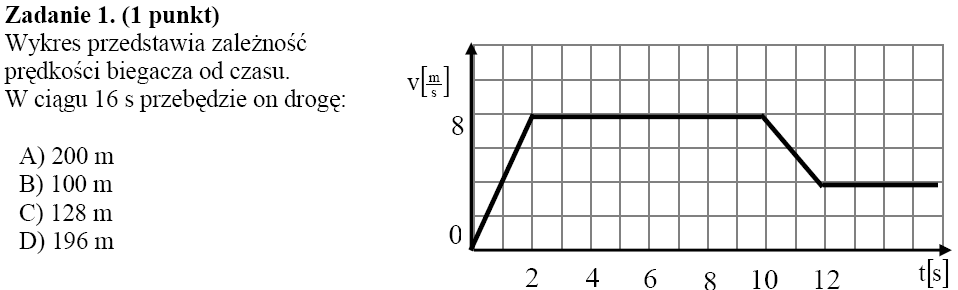 Zadanie 1. (1 punkt)
Wykres przedstawia zależność
prędkości biegacza od czasu.
W ciągu 16 s przebędzie on drogę:
A) 200 m
B) 100 m
C) 128 m
D) 196 m
v[m/s]
8
0
2 4 6 8 10 12 t[s]